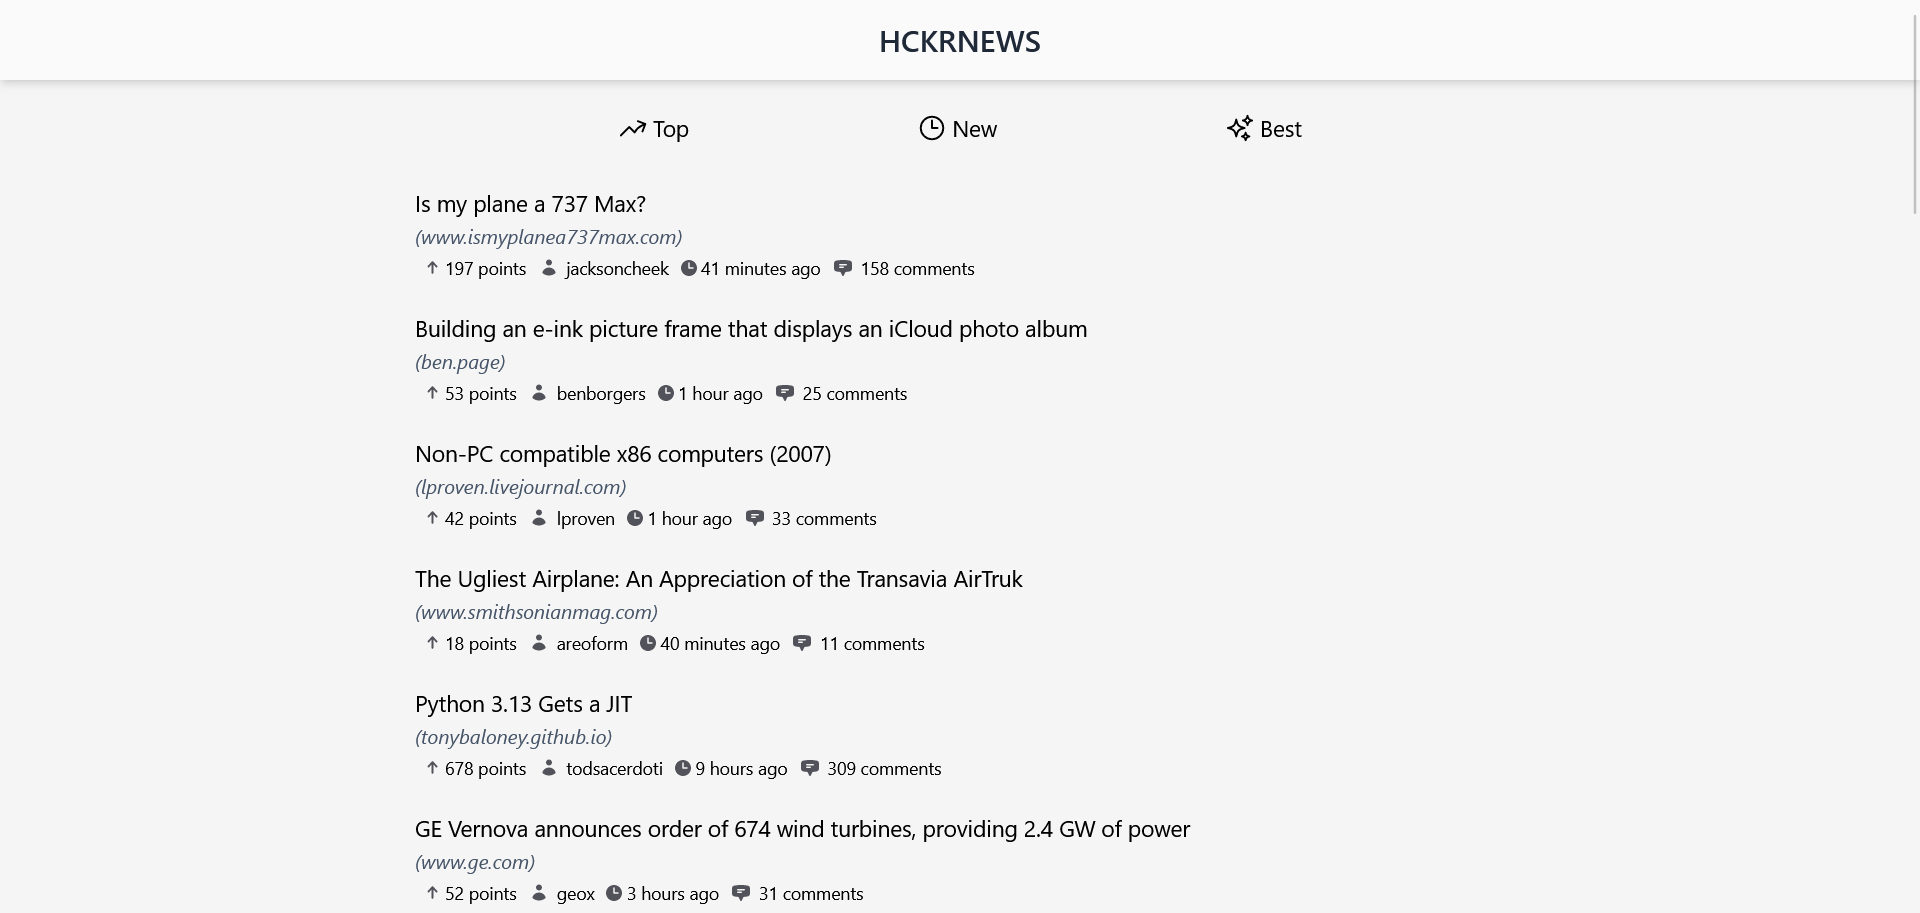 HCKRNEWS
Top New Best
Is my plane a 737 Max?
(www.ismyplanea737max.com)
197 points jacksoncheek 41 minutes ago 158 comments
Building an e-ink picture frame that displays an iCloud photo album
(ben.page)
53 points benborgers 1 hour ago 25 comments
Non-PC compatible x86 computers (2007)
(lproven.livejournal.com)
42 points lproven 1 hour ago 33 comments
The Ugliest Airplane: An Appreciation of the Transavia AirTruk
(www.smithsonianmag.com)
18 points areoform 40 minutes ago 11 comments
Python 3.13 Gets a JIT
(tonybaloney.github.io)
678 points todsacerdoti 9 hours ago 309 comments
GE Vernova announces order of 674 wind turbines, providing 2.4 GW of power
(www.ge.com)
52 points geox 3 hours ago 31 comments